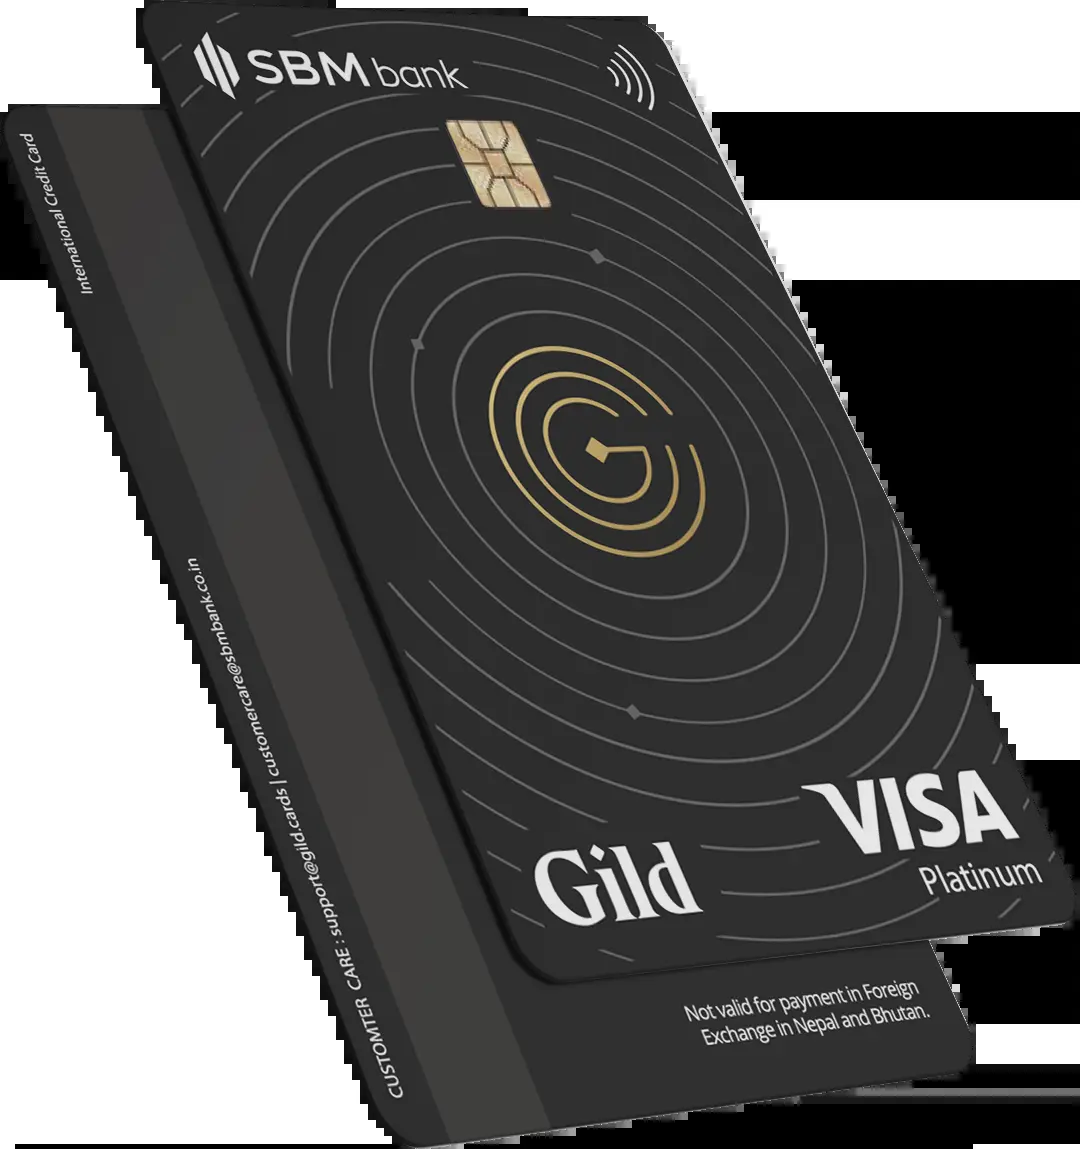 SBM bank
Gild
VISA
Platinum
International Credit Card
CUSTOMTER CARE : support@gild.cards | customercare@sbmbank.co.in
Not valid for payment in Foreign
Exchange in Nepal and Bhutan.